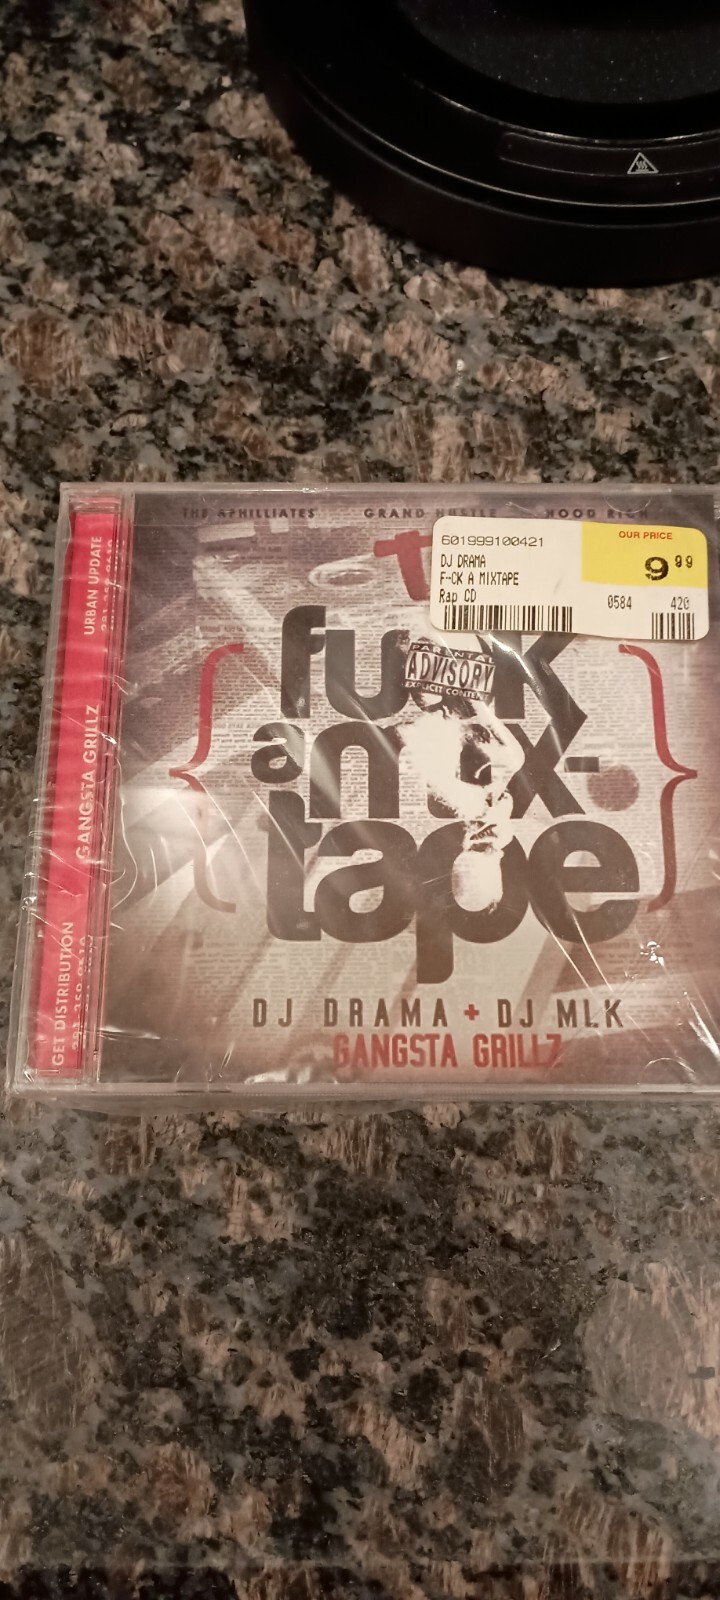 THE APHILLIATES GRAND HUSTLE HOOD RICH
601999100421
DJ DRAMA
F-CK A MIXTAPE
Rap CD
OUR PRICE
9 99
0584 420
T
fu K
PARENTAL
ADVISORY
EXPLICIT CONTENT
{ a mix- }
tape
DJ DRAMA + DJ MLK
GANGSTA GRILLZ
URBAN UPDATE
GANGSTA GRILLZ
GET DISTRIBUTION